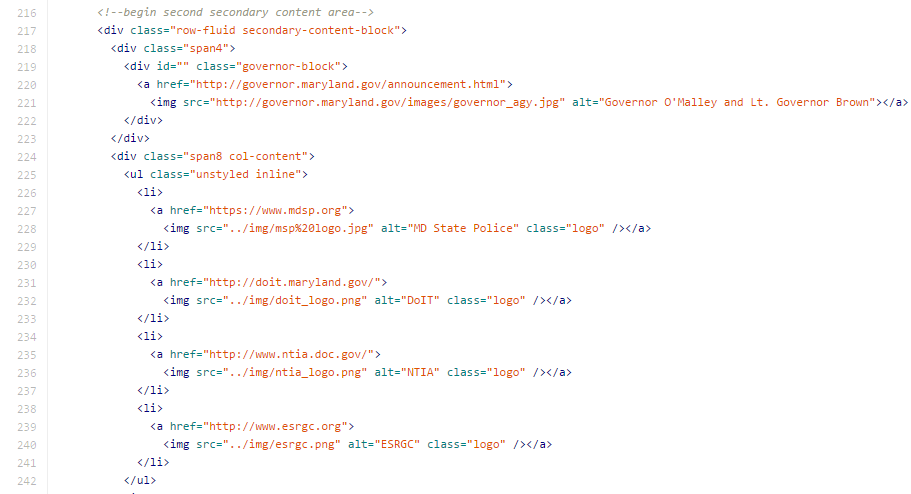 216 <!--begin second secondary content area-->
217 <div class="row-fluid secondary-content-block">
218 <div class="span4">
219 <div id="" class="governor-block">
220 <a href="http://governor.maryland.gov/announcement.html">
221 <img src="http://governor.maryland.gov/images/governor_agy.jpg" alt="Governor O'Malley and Lt. Governor Brown"></a>
222 </div>
223 </div>
224 <div class="span8 col-content">
225 <ul class="unstyled inline">
226 <li>
227 <a href="https://www.mdsp.org">
228 <img src="../img/msp%20logo.jpg" alt="MD State Police" class="logo" /></a>
229 </li>
230 <li>
231 <a href="http://doit.maryland.gov/">
232 <img src="../img/doit_logo.png" alt="DoIT" class="logo" /></a>
233 </li>
234 <li>
235 <a href="http://www.ntia.doc.gov/">
236 <img src="../img/ntia_logo.png" alt="NTIA" class="logo" /></a>
237 </li>
238 <li>
239 <a href="http://www.esrgc.org">
240 <img src="../img/esrgc.png" alt="ESRGC" class="logo" /></a>
241 </li>
242 </ul>